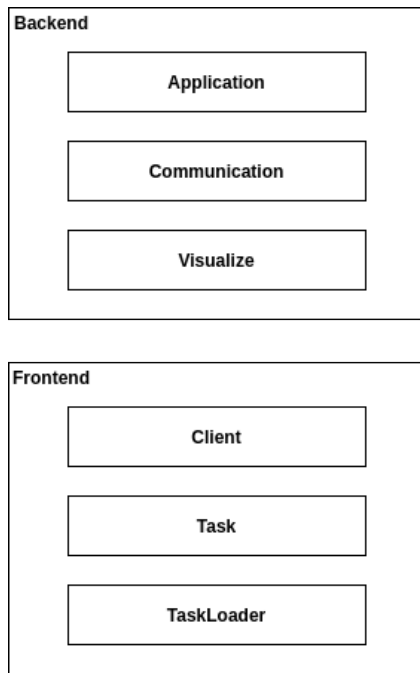 Backend
Application
Communication
Visualize
Frontend
Client
Task
TaskLoader